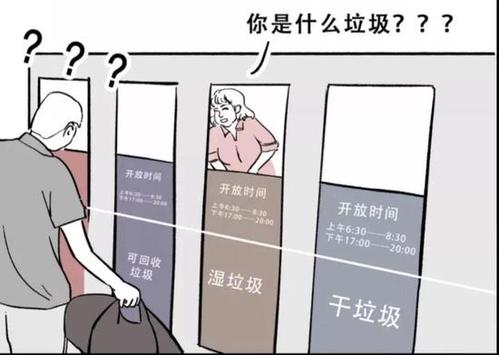 你是什么垃圾？？？
？
？
？
开放时间
上午6:30——8:30
下午17:00——20:00
可回收
垃圾
开放时间
上午6:30——8:30
下午17:00——20:00
湿垃圾
开放时间
上午6:30——8:30
下午17:00——20:00
干垃圾